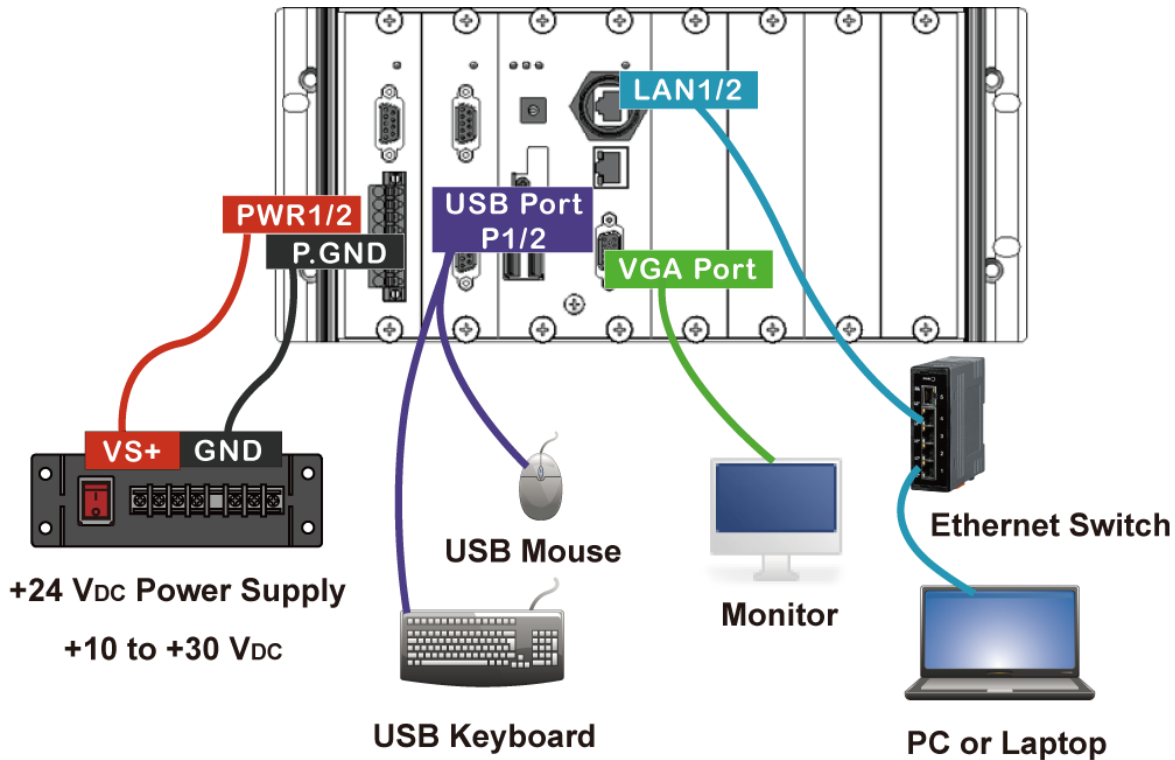 LAN1/2
PWR1/2
P.GND
USB Port
P1/2
VGA Port
VS+
GND
+24 VDC Power Supply
+10 to +30 VDC
USB Mouse
USB Keyboard
Monitor
Ethernet Switch
PC or Laptop